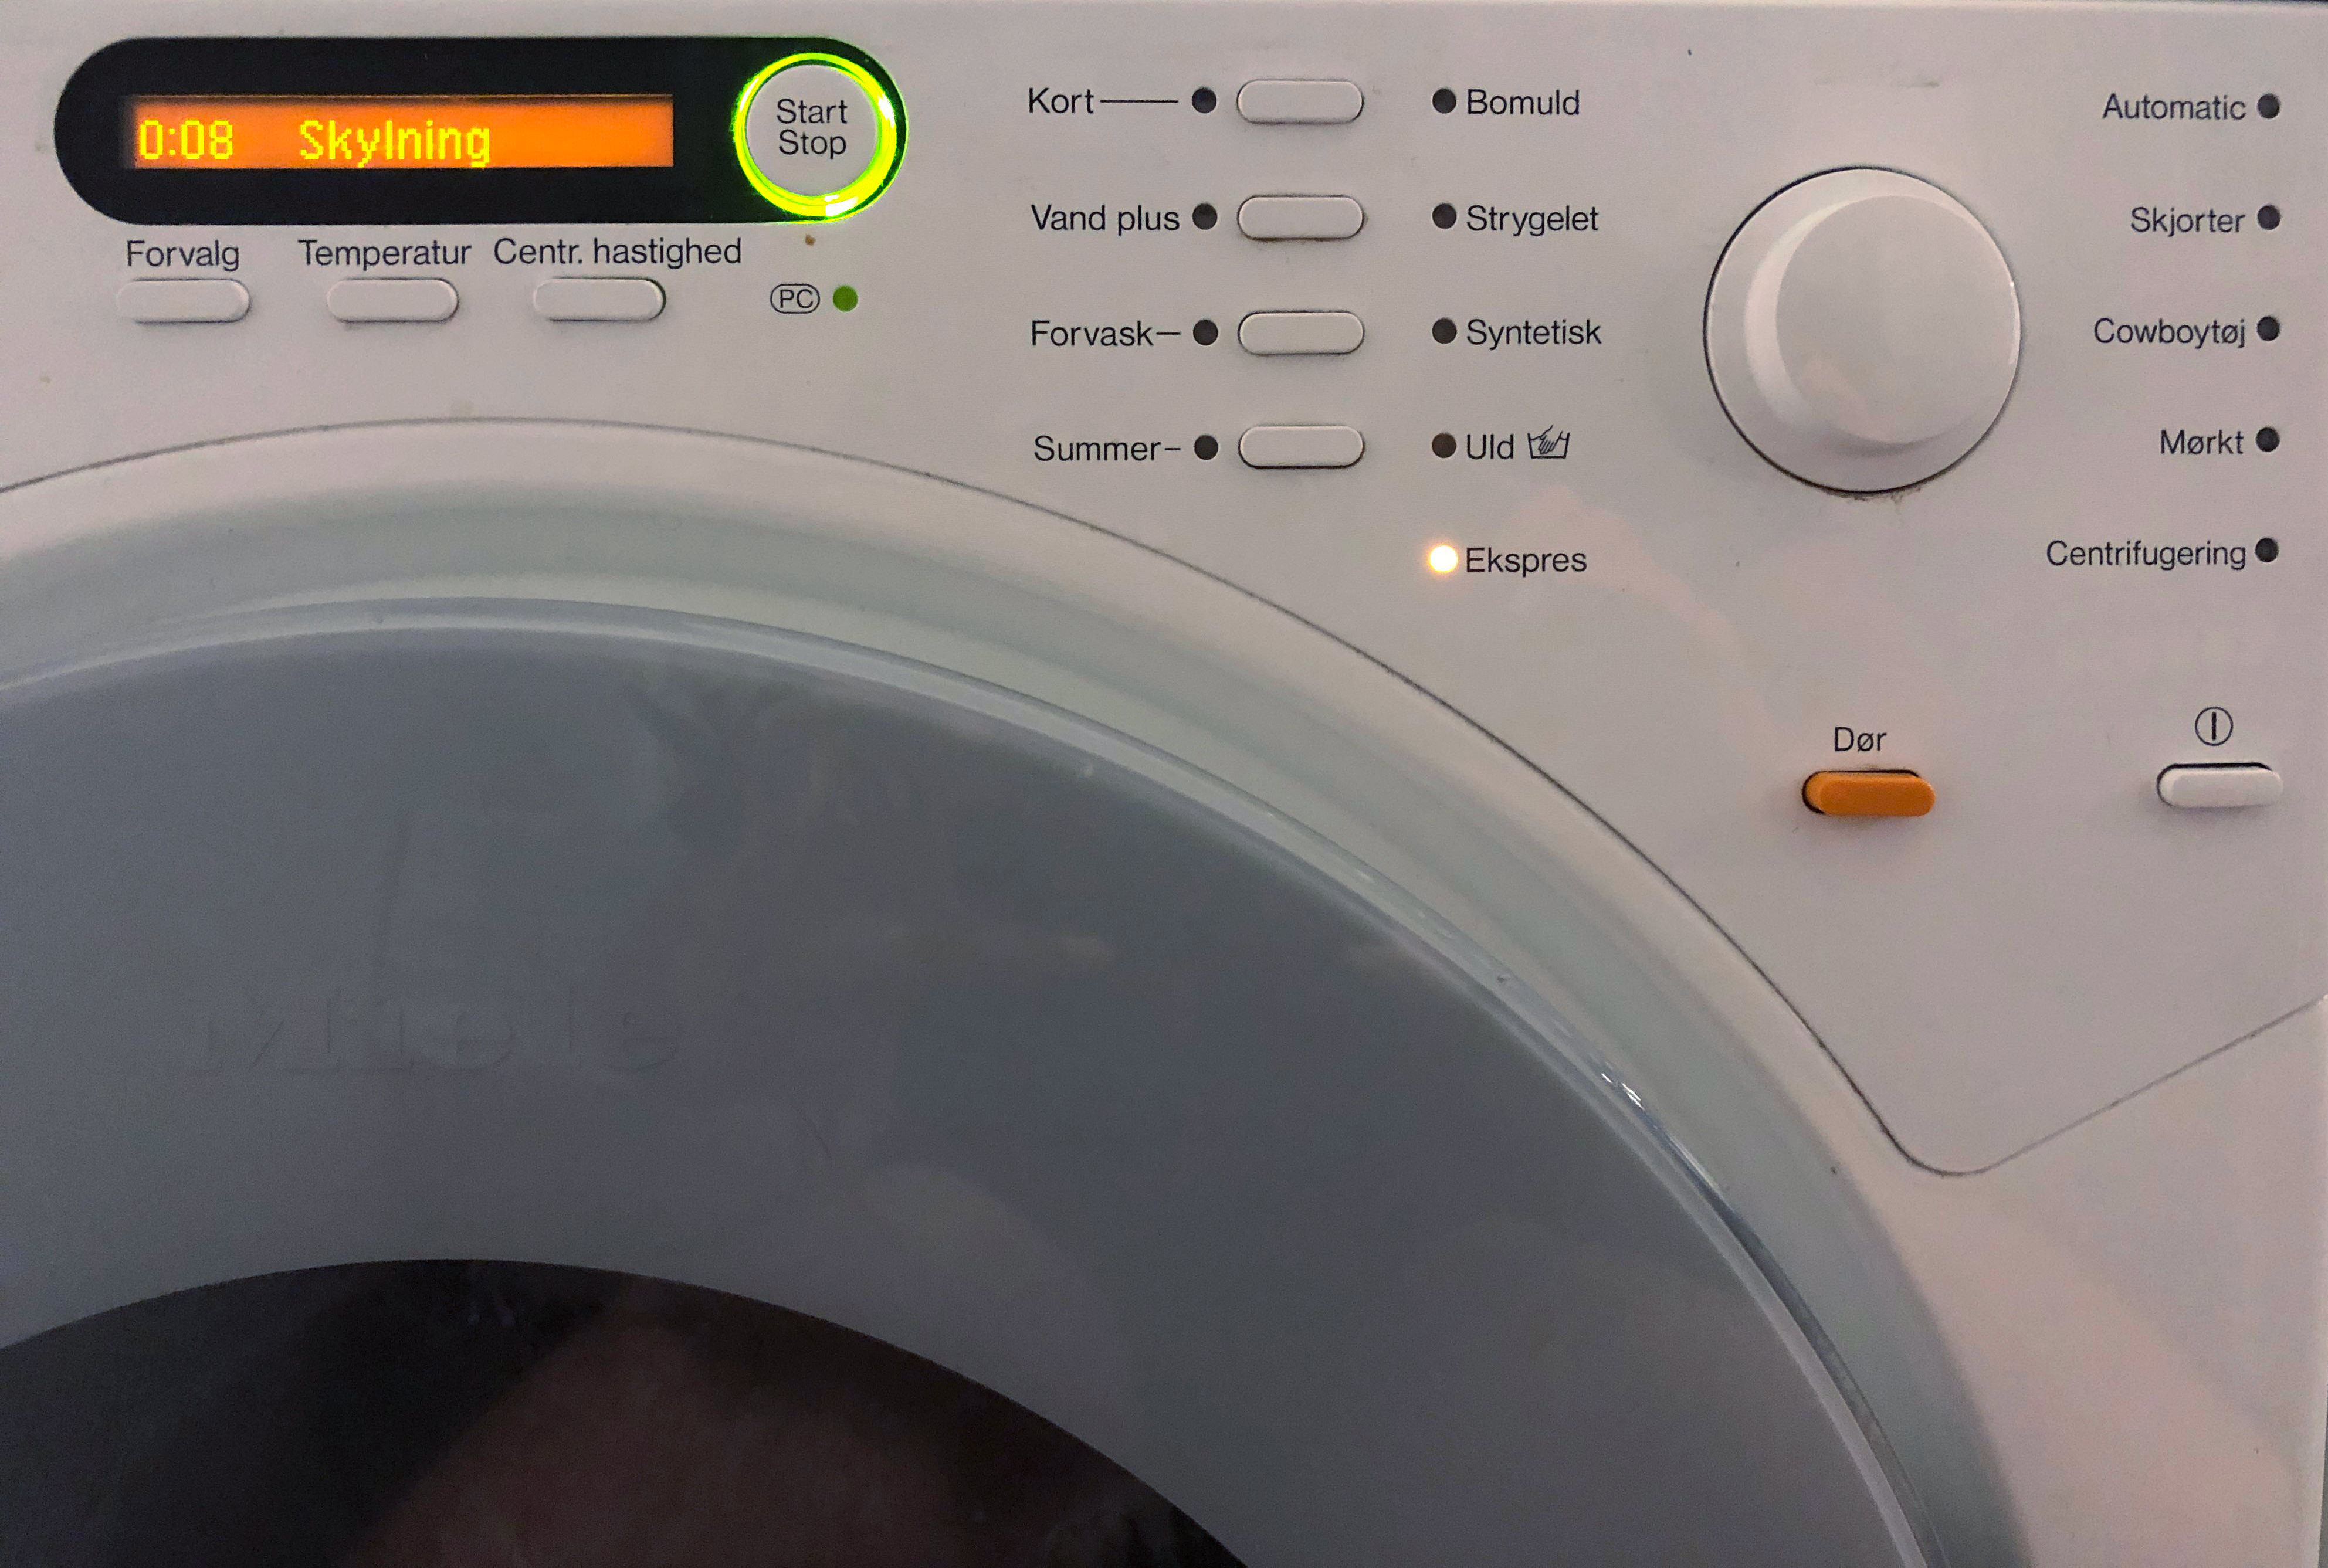 0:08 Skylning
Start
Stop
Forvalg Temperatur Centr. hastighed
PC
Kort
Vand plus
Forvask
Summer
Bomuld
Strygelet
Syntetisk
Uld
Ekspres
Automatic
Skjorter
Cowboytøj
Mørkt
Centrifugering
Dør
Miele